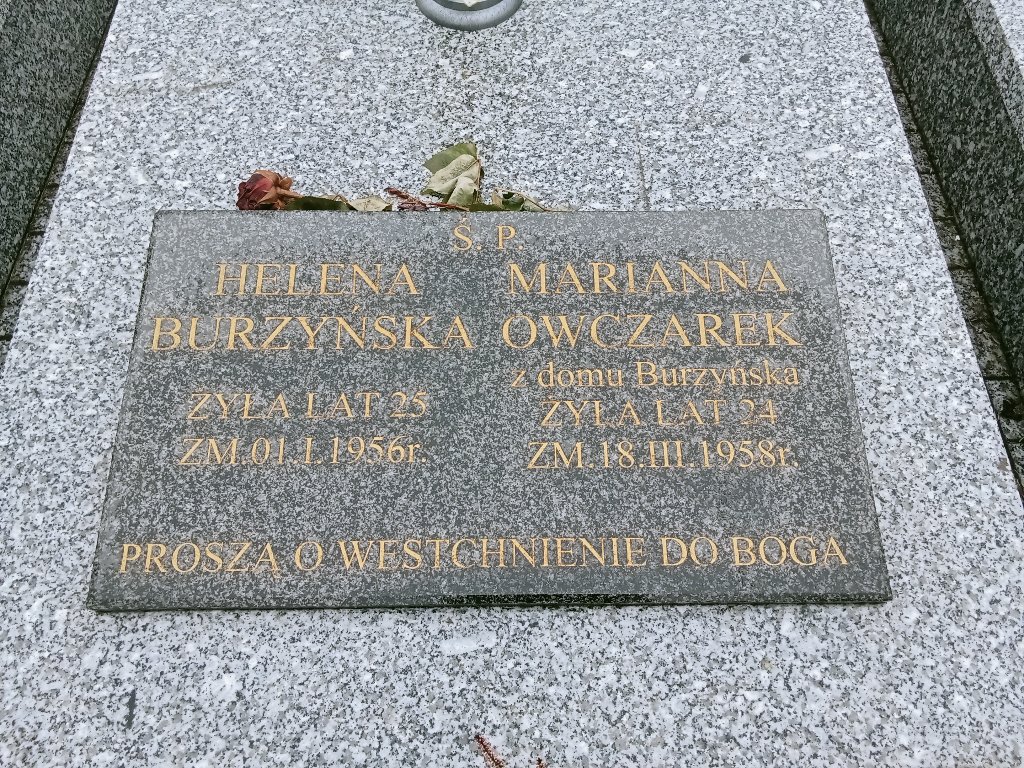 Ś. P.
HELENA
BURZYŃSKA
ŻYŁA LAT 25
ZM.01.I.1956r.
MARIANNA
OWCZAREK
z domu Burzyńska
ŻYŁA LAT 24
ZM.18.III.1958r.
PROSZĄ O WESTCHNIENIE DO BOGA